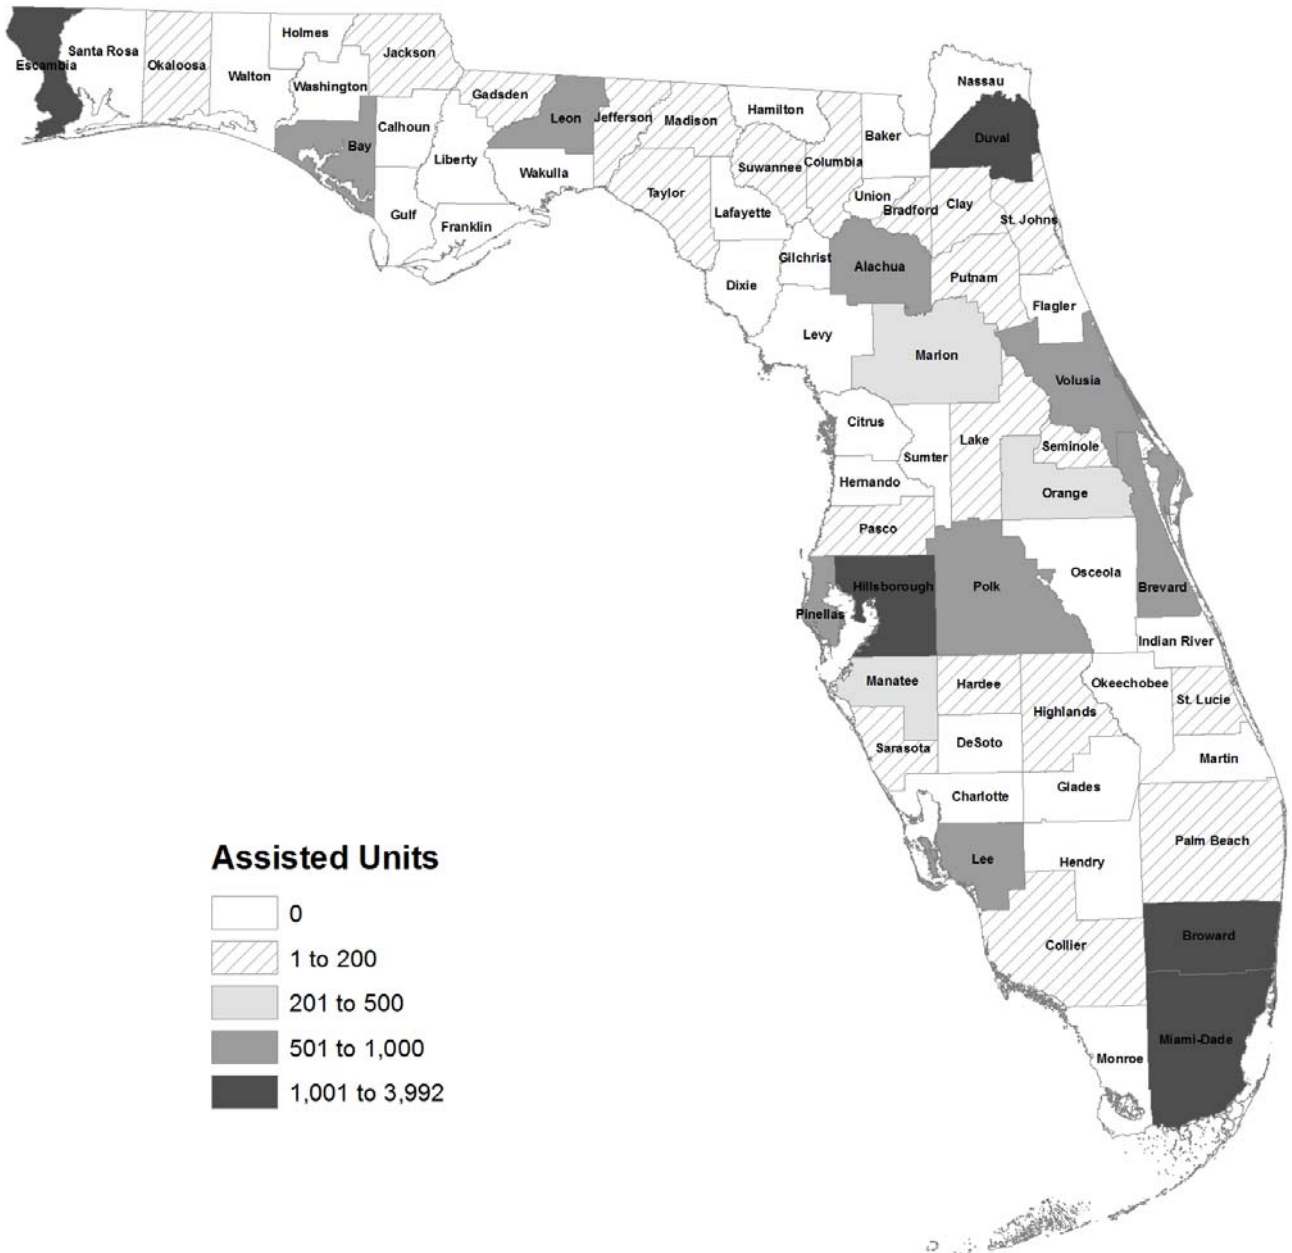 Holmes
Santa Rosa
Jackson
Escambia
Okaloosa
Walton
Washington
Nassau
Gadsden
Hamilton
Leon
Jefferson
Madison
Calhoun
Baker
Duval
Bay
Liberty
Columbia
Suwannee
Wakulla
Taylor
Union
Clay
Bradford
Lafayette
Gulf
St. Johns
Franklin
Gilchrist
Alachua
Putnam
Dixie
Flagler
Levy
Marion
Volusia
Citrus
Lake
Seminole
Sumter
Hernando
Orange
Pasco
Osceola
Hillsborough
Polk
Brevard
Pinellas
Indian River
Manatee
Hardee
Okeechobee
St. Lucie
Highlands
DeSoto
Sarasota
Martin
Glades
Charlotte
Palm Beach
Lee
Hendry
Broward
Collier
Miami-Dade
Monroe
Assisted Units
0
1 to 200
201 to 500
501 to 1,000
1,001 to 3,992